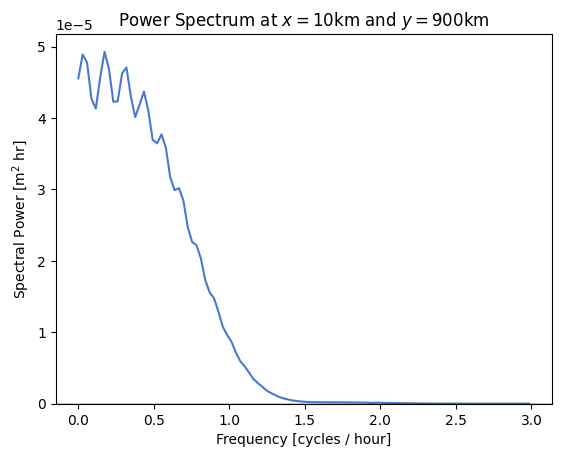 Power Spectrum at x = 10km and y = 900km
1e−5
5
4
3
2
1
0
Spectral Power [m² hr]
0.0 0.5 1.0 1.5 2.0 2.5 3.0
Frequency [cycles / hour]